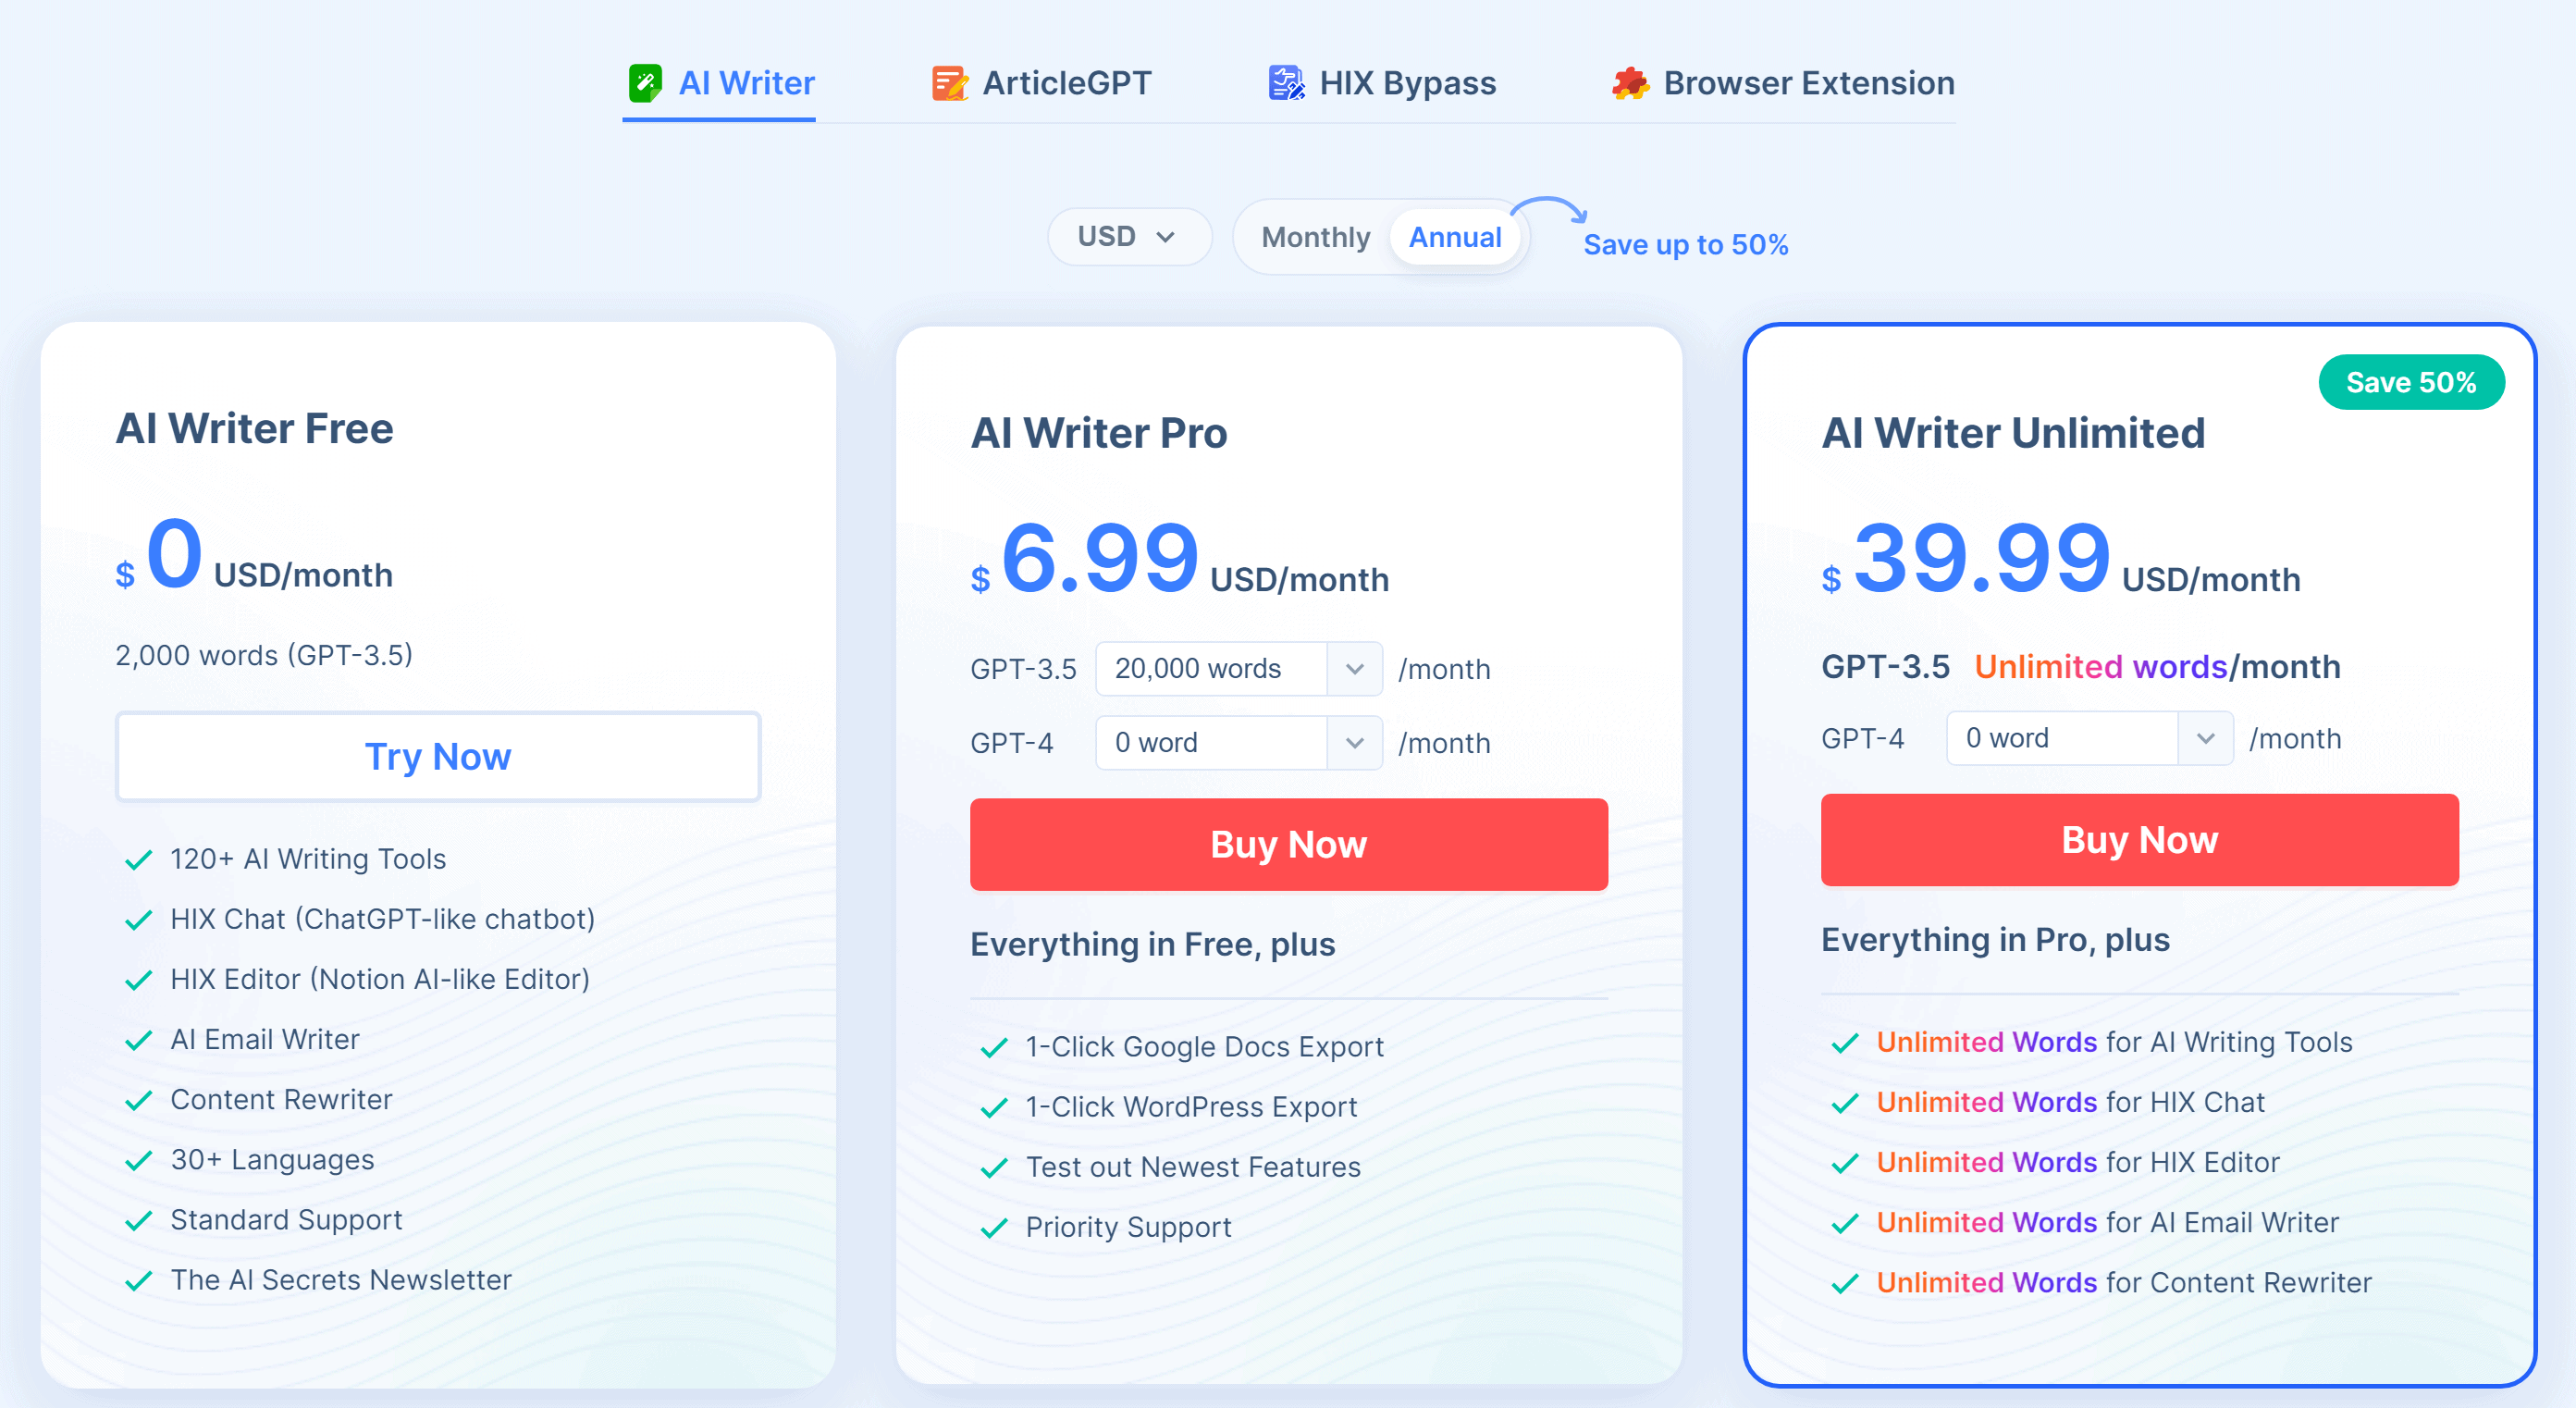 AI Writer ArticleGPT HIX Bypass Browser Extension
USD Monthly Annual Save up to 50%
AI Writer Free
$ 0 USD/month
2,000 words (GPT-3.5)
Try Now
120+ AI Writing Tools
HIX Chat (ChatGPT-like chatbot)
HIX Editor (Notion AI-like Editor)
AI Email Writer
Content Rewriter
30+ Languages
Standard Support
The AI Secrets Newsletter
AI Writer Pro
$ 6.99 USD/month
GPT-3.5 20,000 words /month
GPT-4 0 word /month
Buy Now
Everything in Free, plus
1-Click Google Docs Export
1-Click WordPress Export
Test out Newest Features
Priority Support
Save 50%
AI Writer Unlimited
$ 39.99 USD/month
GPT-3.5 Unlimited words/month
GPT-4 0 word /month
Buy Now
Everything in Pro, plus
Unlimited Words for AI Writing Tools
Unlimited Words for HIX Chat
Unlimited Words for HIX Editor
Unlimited Words for AI Email Writer
Unlimited Words for Content Rewriter